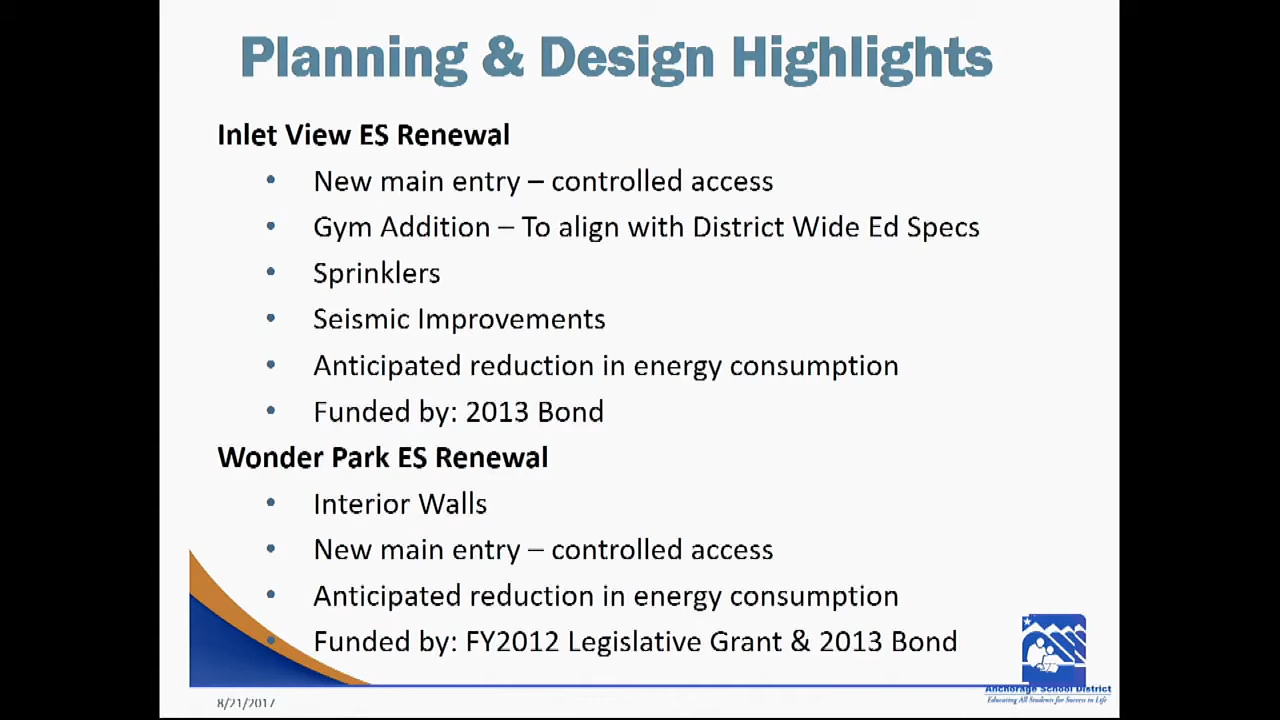 Planning & Design Highlights
Inlet View ES Renewal
• New main entry – controlled access
• Gym Addition – To align with District Wide Ed Specs
• Sprinklers
• Seismic Improvements
• Anticipated reduction in energy consumption
• Funded by: 2013 Bond
Wonder Park ES Renewal
• Interior Walls
• New main entry – controlled access
• Anticipated reduction in energy consumption
• Funded by: FY2012 Legislative Grant & 2013 Bond
Anchorage School District
Educating All Students for Success in Life
8/21/2017